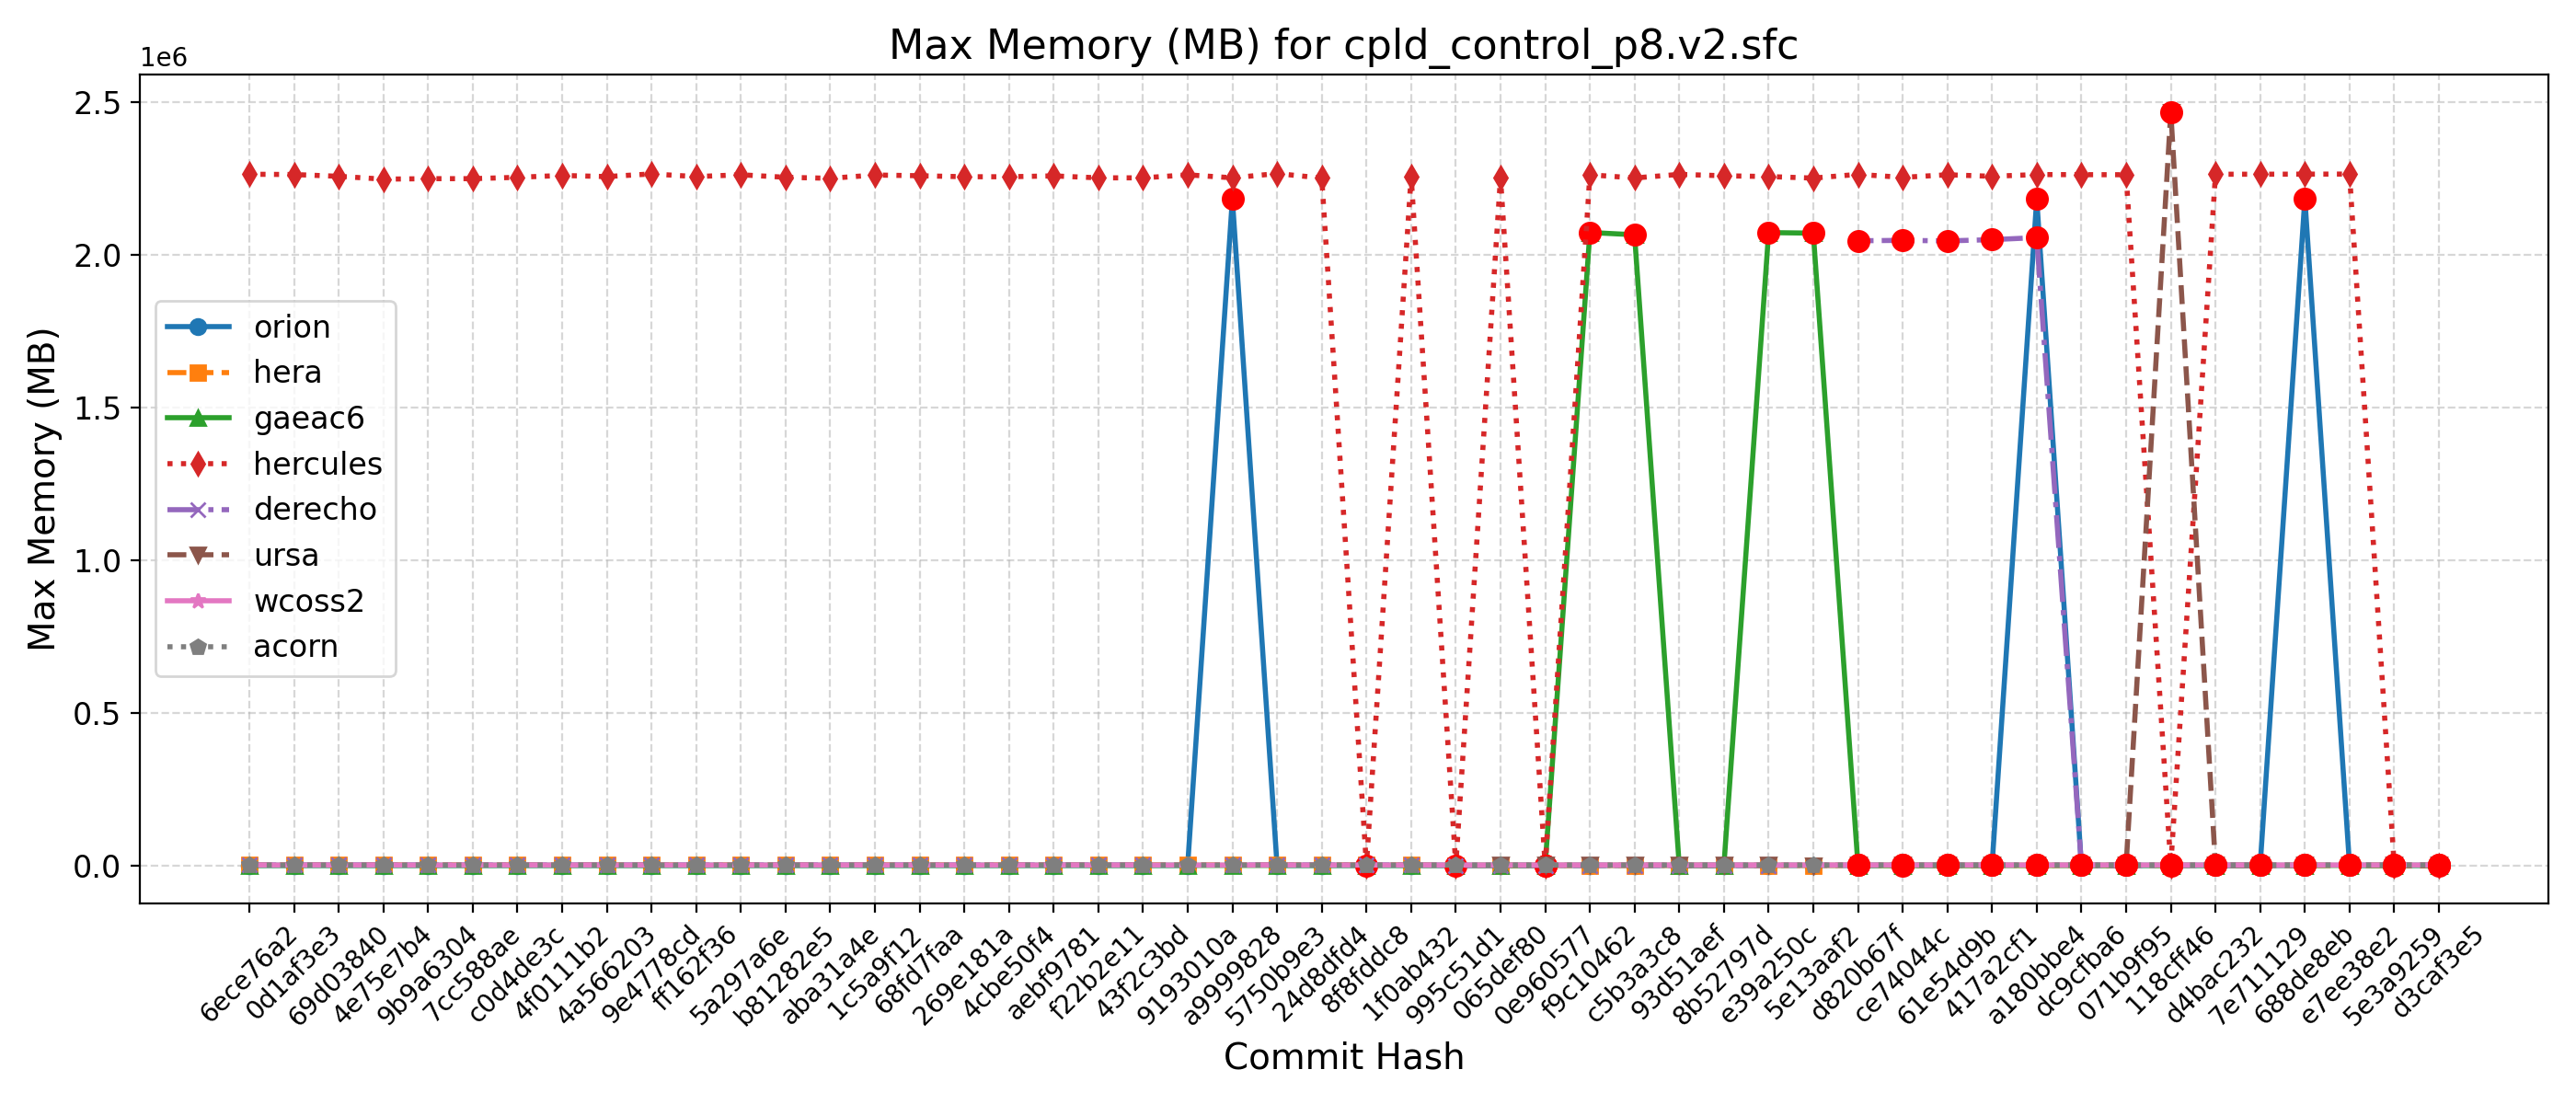 Max Memory (MB) for cpld_control_p8.v2.sfc
1e6
2.5
2.0
1.5
1.0
0.5
0.0
Max Memory (MB)
orion
hera
gaeac6
hercules
derecho
ursa
wcoss2
acorn
6ece76a2
0d1af3e3
69d03840
4e75e7b4
9b9a6304
7cc588ae
c0d4de3c
4f0111b2
4a566203
9e4778cd
ff162f36
5a297a6e
b81282e5
aba31a4e
1c5a9f12
68fd7faa
269e181a
4cbe50f4
aebf9781
f22b2e11
43f2c3bd
9193010a
a9999828
5750b9e3
24d8dfd4
8f8fddc8
1f0ab432
995c51d1
065def80
0e960577
f9c10462
c5b3a3c8
93d51aef
8b52797d
e39a250c
5e13aaf2
d820b67f
ce74044c
61e54d9b
417a2cf1
a180bbe4
dc9cfba6
071b9f95
118cff46
d4bac232
7e711129
688de8eb
e7ee38e2
5e3a9259
d3caf3e5
Commit Hash